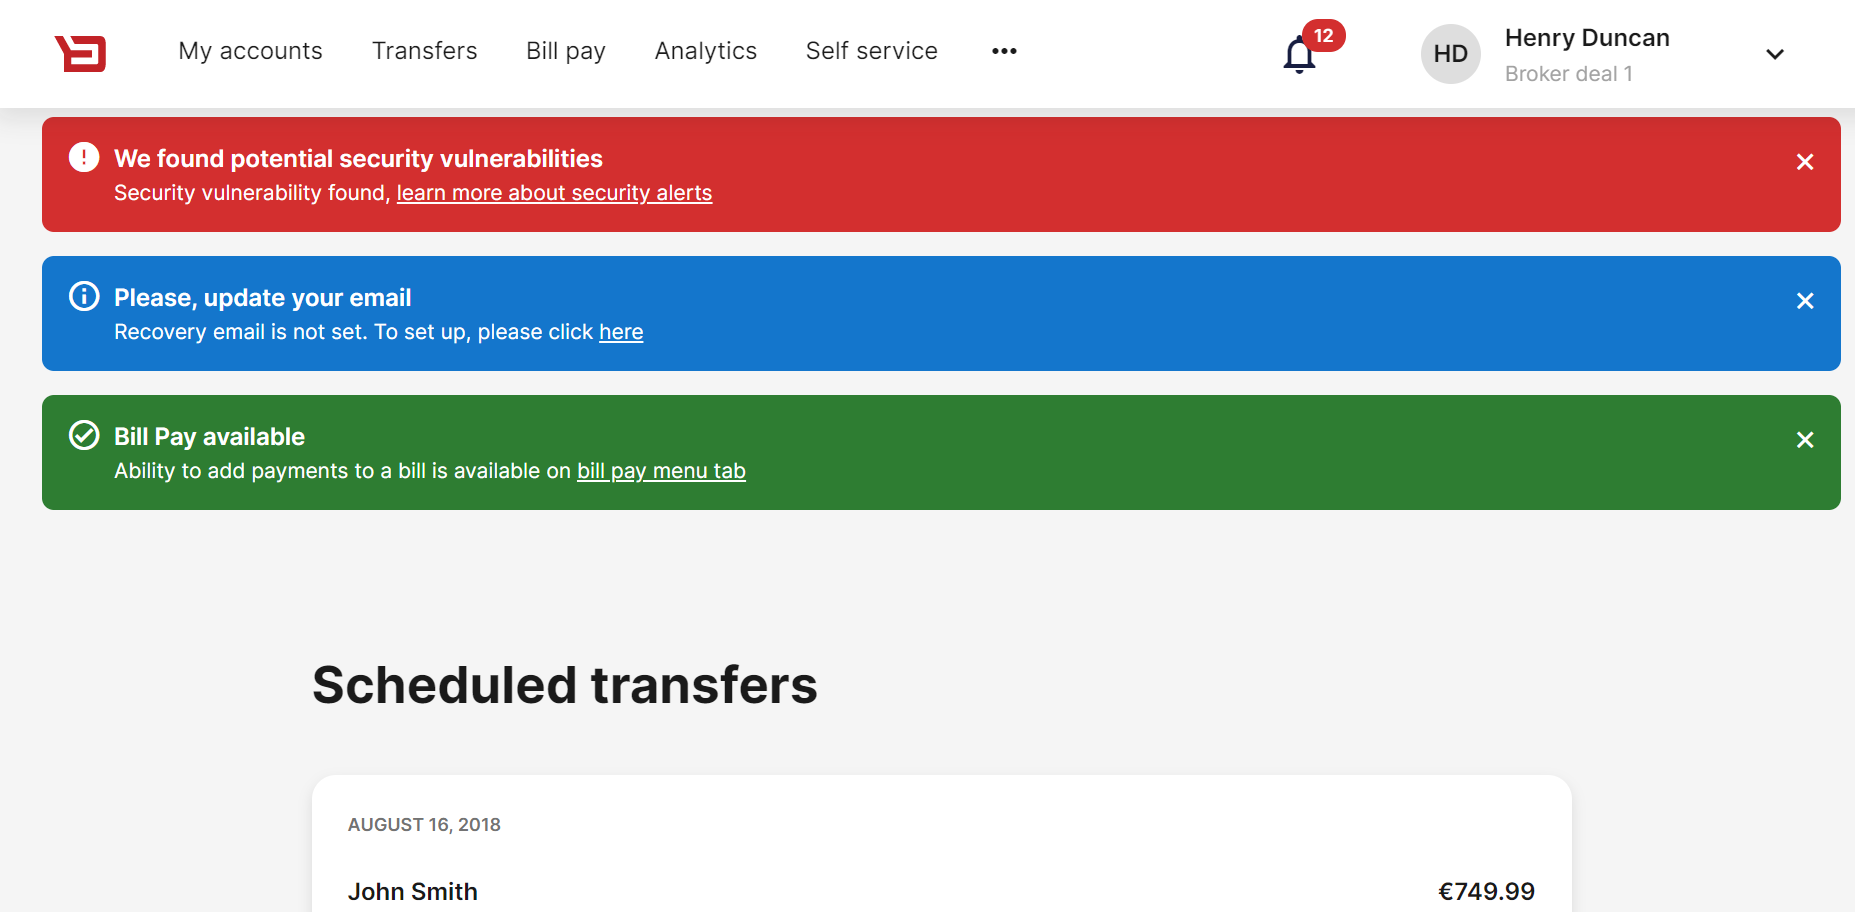 My accounts Transfers Bill pay Analytics Self service ••• 12 HD Henry Duncan
Broker deal 1
We found potential security vulnerabilities
Security vulnerability found, learn more about security alerts
Please, update your email
Recovery email is not set. To set up, please click here
Bill Pay available
Ability to add payments to a bill is available on bill pay menu tab
Scheduled transfers
AUGUST 16, 2018
John Smith €749.99